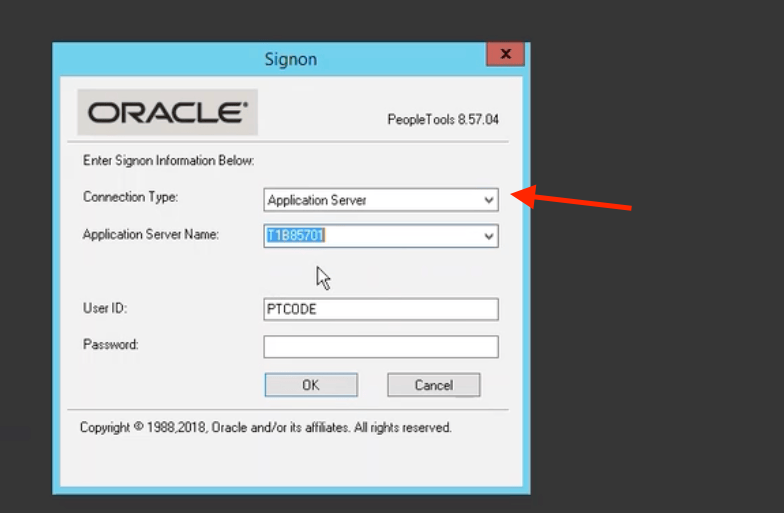 Signon
x
ORACLE®
PeopleTools 8.57.04
Enter Signon Information Below:
Connection Type: Application Server
Application Server Name: T1B85701
User ID: PTCODE
Password:
OK Cancel
Copyright © 1988,2018, Oracle and/or its affiliates. All rights reserved.